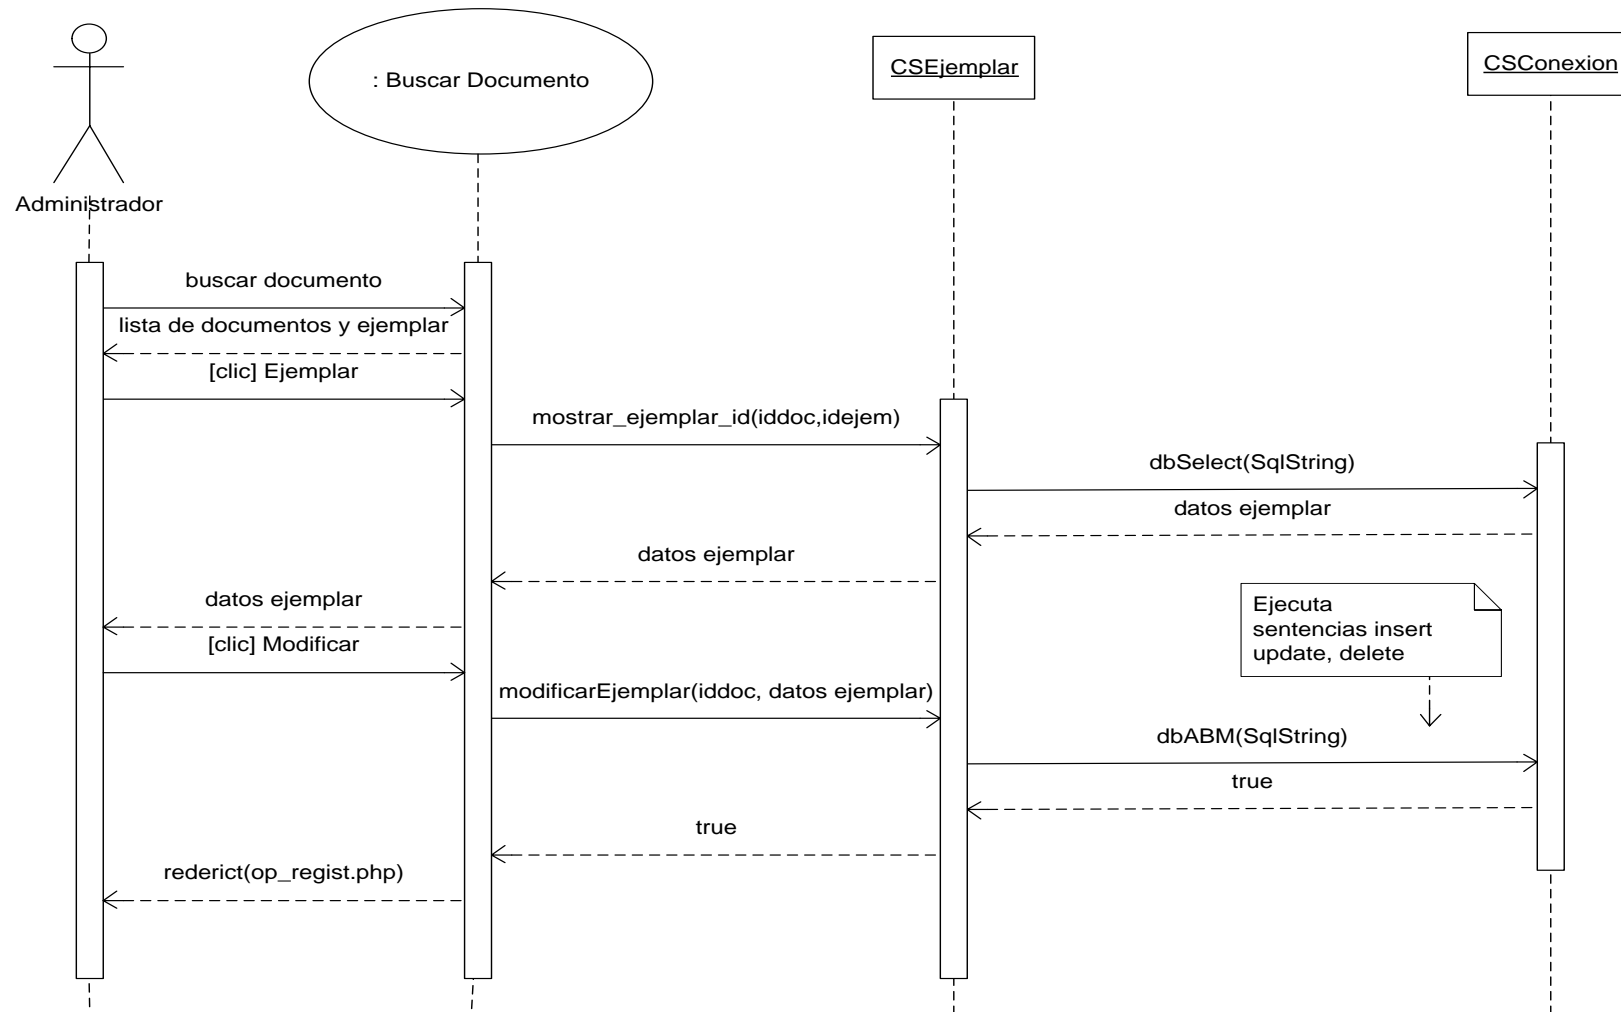 : Buscar Documento
CSEjemplar
CSConexion
Administrador
buscar documento
lista de documentos y ejemplar
[clic] Ejemplar
mostrar_ejemplar_id(iddoc,idejem)
dbSelect(SqlString)
datos ejemplar
datos ejemplar
datos ejemplar
Ejecuta
sentencias insert
update, delete
[clic] Modificar
modificarEjemplar(iddoc, datos ejemplar)
dbABM(SqlString)
true
true
rederict(op_regist.php)